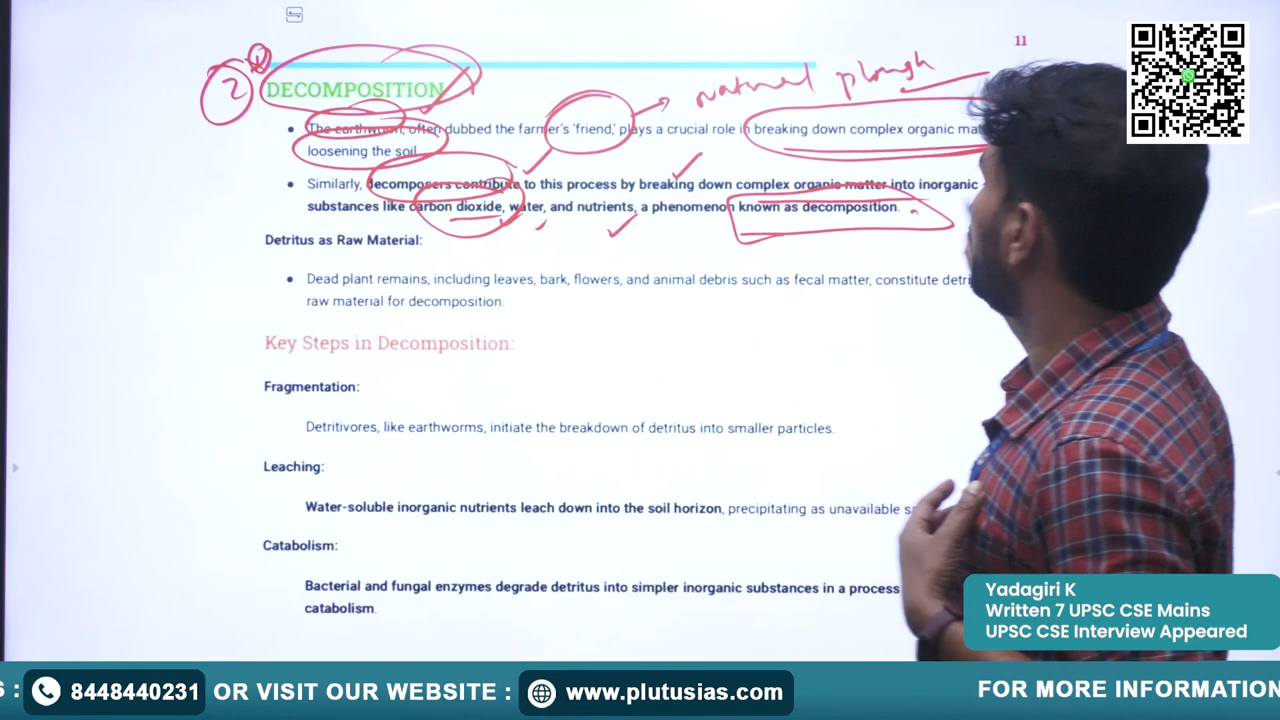 11
2
DECOMPOSITION
natural plough
The earthworm, often dubbed the farmer's 'friend,' plays a crucial role in breaking down complex organic
loosening the soil.
Similarly, decomposers contribute to this process by breaking down complex organic matter into inorganic
substances like carbon dioxide, water, and nutrients, a phenomenon known as decomposition.
Detritus as Raw Material:
Dead plant remains, including leaves, bark, flowers, and animal debris such as fecal matter, constitute
raw material for decomposition.
Key Steps in Decomposition:
Fragmentation:
Detritivores, like earthworms, initiate the breakdown of detritus into smaller particles.
Leaching:
Water-soluble inorganic nutrients leach down into the soil horizon, precipitating as unavailable
Catabolism:
Bacterial and fungal enzymes degrade detritus into simpler inorganic substances in a process
catabolism.
Yadagiri K
Written 7 UPSC CSE Mains
UPSC CSE Interview Appeared
: 8448440231 OR VISIT OUR WEBSITE : www.plutusias.com FOR MORE INFORMATION